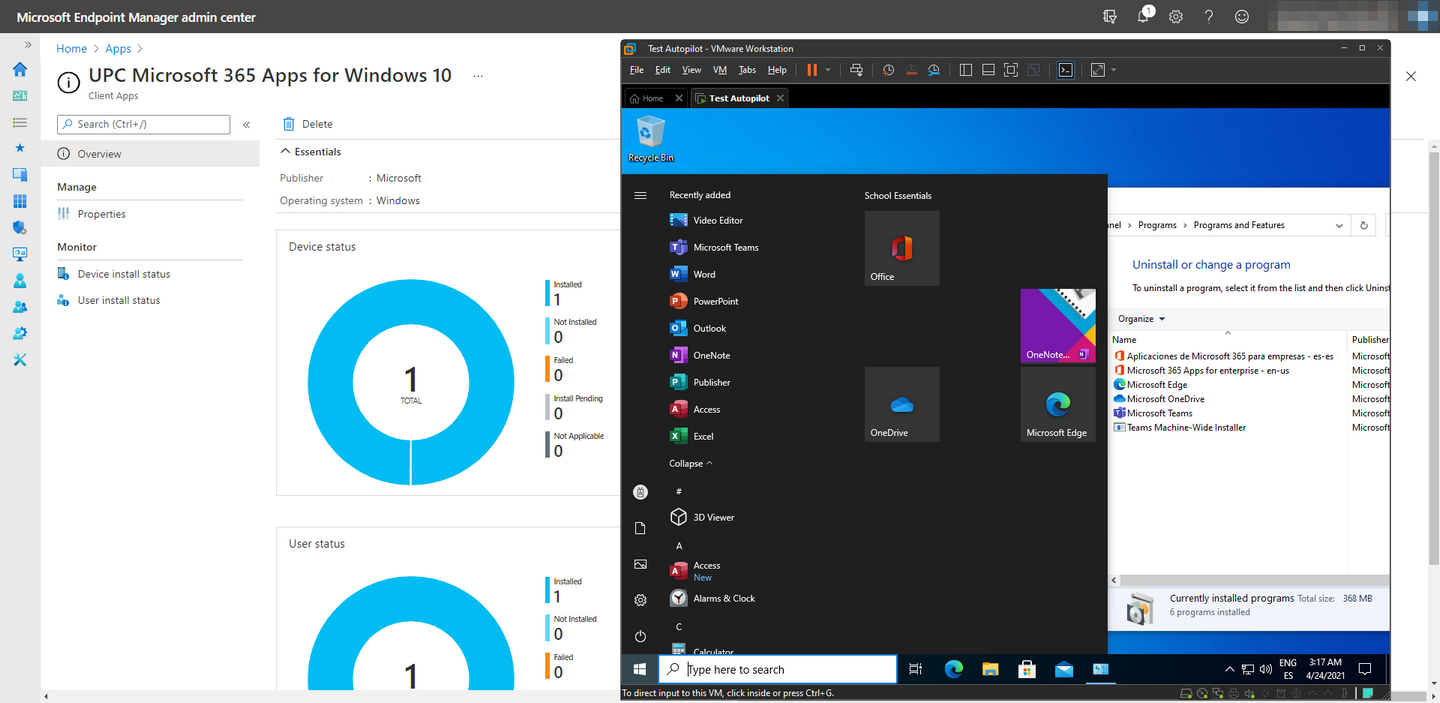 Microsoft Endpoint Manager admin center
1
Home > Apps >
UPC Microsoft 365 Apps for Windows 10 ...
Client Apps
Search (Ctrl+/)
Overview
Manage
Properties
Monitor
Device install status
User install status
Delete
Essentials
Publisher : Microsoft
Operating system : Windows
Device status
1
TOTAL
Installed
1
Not Installed
0
Failed
0
Install Pending
0
Not Applicable
0
User status
1
Installed
1
Not Installed
0
Failed
0
Test Autopilot - VMware Workstation
File Edit View VM Tabs Help
Home
Test Autopilot
Recycle Bin
Recently added
Video Editor
Microsoft Teams
Word
PowerPoint
Outlook
OneNote
Publisher
Access
Excel
Collapse
#
3D Viewer
A
Access
New
Alarms & Clock
C
Calculator
School Essentials
Office
OneNote...
OneDrive
Microsoft Edge
nel > Programs > Programs and Features
Uninstall or change a program
To uninstall a program, select it from the list and then click Uninst
Organize
Name Publisher
Aplicaciones de Microsoft 365 para empresas - es-es Microsoft
Microsoft 365 Apps for enterprise - en-us Microsoft
Microsoft Edge Microsoft
Microsoft OneDrive Microsoft
Microsoft Teams Microsoft
Teams Machine-Wide Installer Microsoft
Currently installed programs Total size: 368 MB
6 programs installed
Type here to search
ENG
ES
3:17 AM
4/24/2021
To direct input to this VM, click inside or press Ctrl+G.